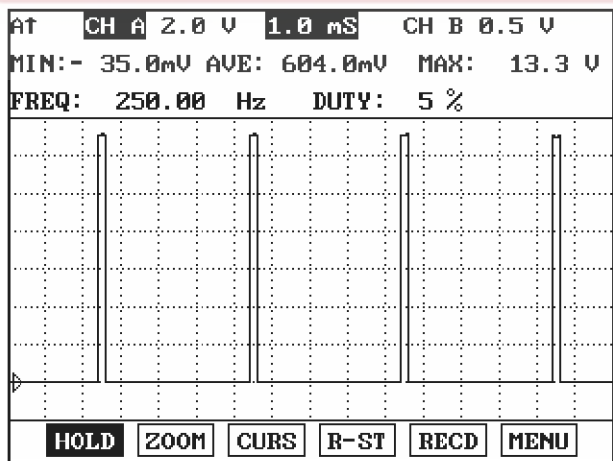 A↑ CH A 2.0 V 1.0 mS CH B 0.5 V
MIN:- 35.0mV AVE: 604.0mV MAX: 13.3 V
FREQ: 250.00 Hz DUTY: 5 %
HOLD ZOOM CURS R-ST RECD MENU